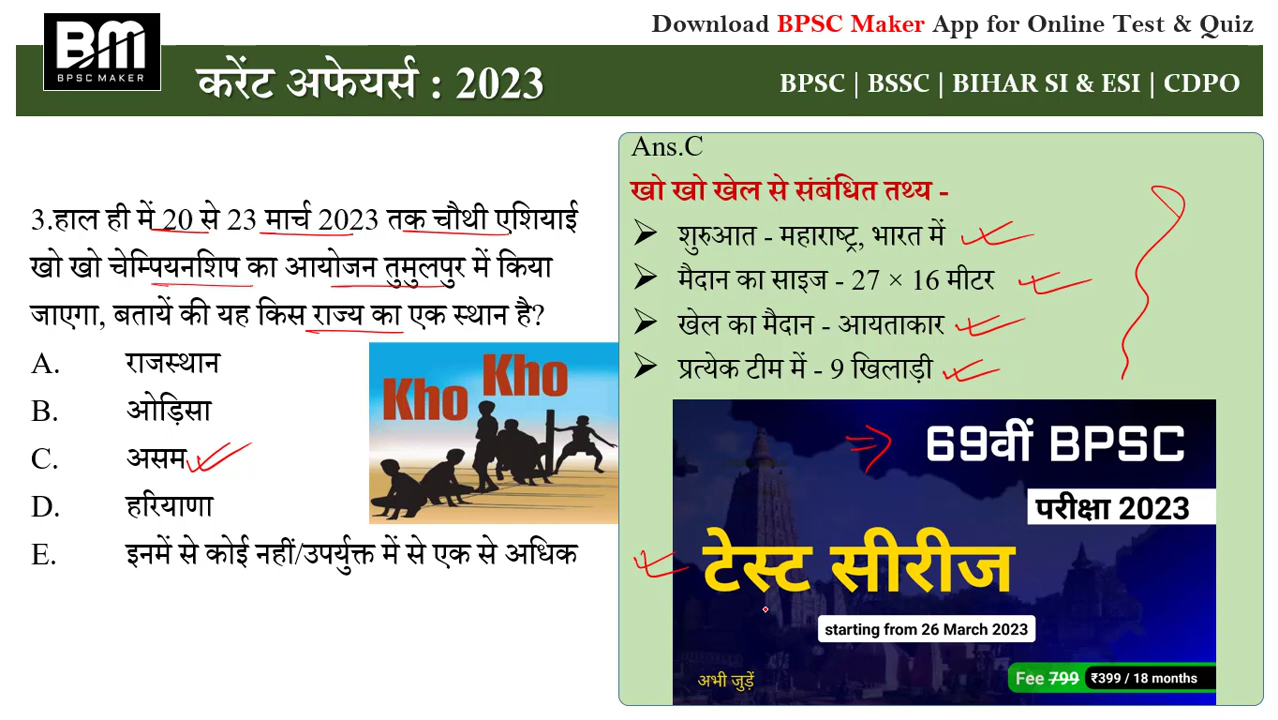 Download BPSC Maker App for Online Test & Quiz
BM
BPSC MAKER
करेंट अफेयर्स : 2023
BPSC | BSSC | BIHAR SI & ESI | CDPO
3.हाल ही में 20 से 23 मार्च 2023 तक चौथी एशियाई
खो खो चेम्पियनशिप का आयोजन तुमुलपुर में किया
जाएगा, बतायें की यह किस राज्य का एक स्थान है?
A. राजस्थान
B. ओड़िसा
C. असम
D. हरियाणा
E. इनमें से कोई नहीं/उपर्युक्त में से एक से अधिक
Kho Kho
Ans.C
खो खो खेल से संबंधित तथ्य -
शुरुआत - महाराष्ट्र, भारत में
मैदान का साइज - 27 × 16 मीटर
खेल का मैदान - आयताकार
प्रत्येक टीम में - 9 खिलाड़ी
69वीं BPSC
परीक्षा 2023
टेस्ट सीरीज
starting from 26 March 2023
अभी जुड़ें
Fee 799 ₹399 / 18 months